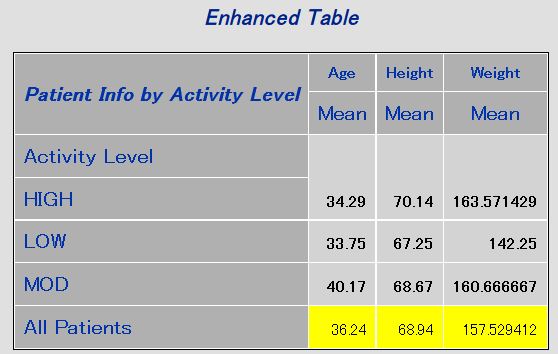 Enhanced Table
Patient Info by Activity Level Age Height Weight
Mean Mean Mean
Activity Level
HIGH 34.29 70.14 163.571429
LOW 33.75 67.25 142.25
MOD 40.17 68.67 160.666667
All Patients 36.24 68.94 157.529412